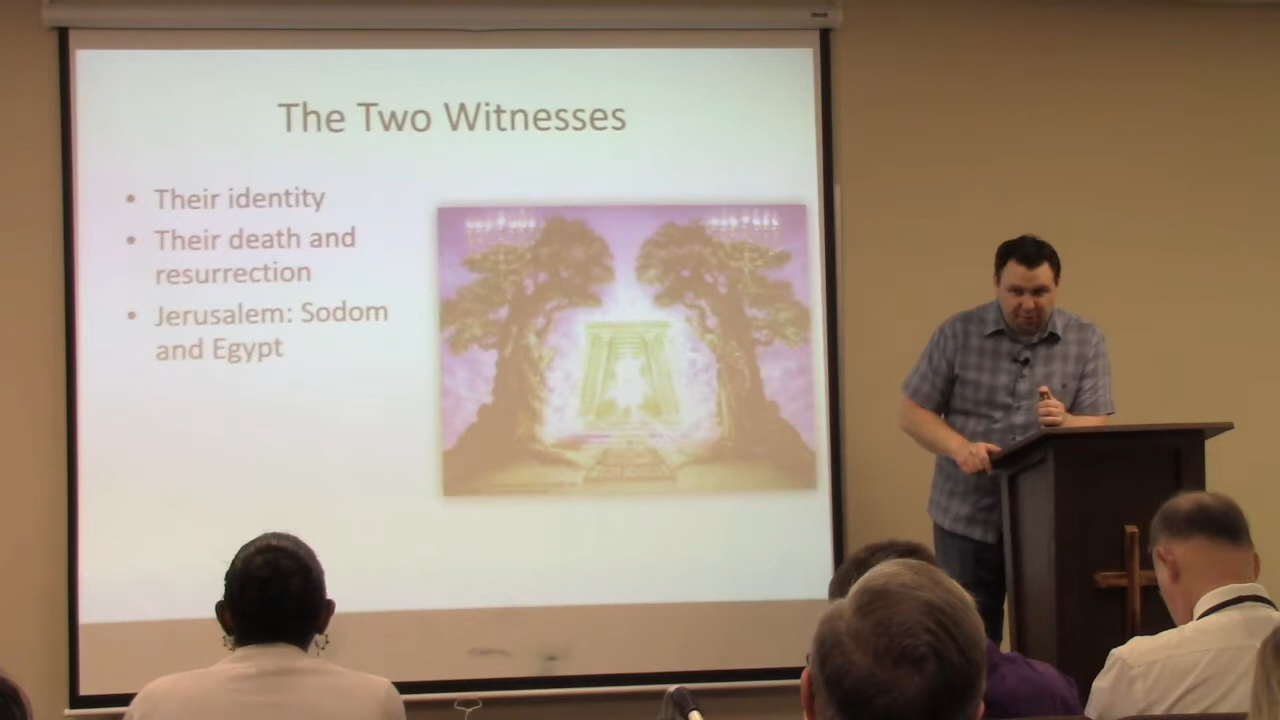 The Two Witnesses
• Their identity
• Their death and
resurrection
• Jerusalem: Sodom
and Egypt